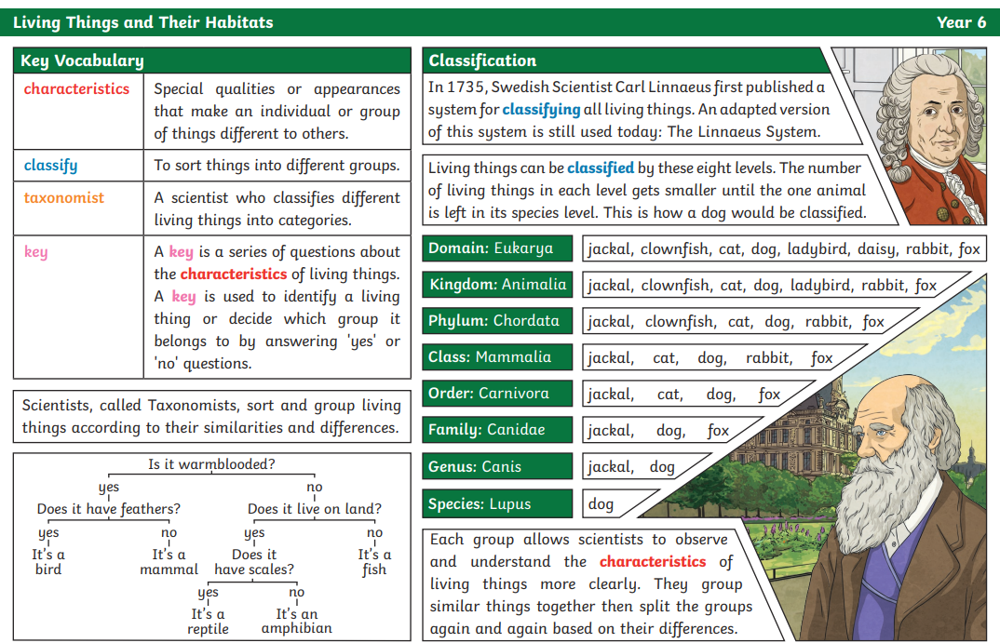 Living Things and Their Habitats
Year 6
Key Vocabulary
characteristics
Special qualities or appearances
that make an individual or group
of things different to others.
classify
To sort things into different groups.
taxonomist
A scientist who classifies different
living things into categories.
key
A key is a series of questions about
the characteristics of living things.
A key is used to identify a living
thing or decide which group it
belongs to by answering 'yes' or
'no' questions.
Scientists, called Taxonomists, sort and group living
things according to their similarities and differences.
Is it warmblooded?
yes
no
Does it have feathers?
Does it live on land?
yes
no
yes
no
It's a
bird
It's a
mammal
Does it
have scales?
It's a
fish
yes
no
It's a
reptile
It's an
amphibian
Classification
In 1735, Swedish Scientist Carl Linnaeus first published a
system for classifying all living things. An adapted version
of this system is still used today: The Linnaeus System.
Living things can be classified by these eight levels. The number
of living things in each level gets smaller until the one animal
is left in its species level. This is how a dog would be classified.
Domain: Eukarya
jackal, clownfish, cat, dog, ladybird, daisy, rabbit, fox
Kingdom: Animalia
jackal, clownfish, cat, dog, ladybird, rabbit, fox
Phylum: Chordata
jackal, clownfish, cat, dog, rabbit, fox
Class: Mammalia
jackal, cat, dog, rabbit, fox
Order: Carnivora
jackal, cat, dog, fox
Family: Canidae
jackal, dog, fox
Genus: Canis
jackal, dog
Species: Lupus
dog
Each group allows scientists to observe
and understand the characteristics of
living things more clearly. They group
similar things together then split the groups
again and again based on their differences.